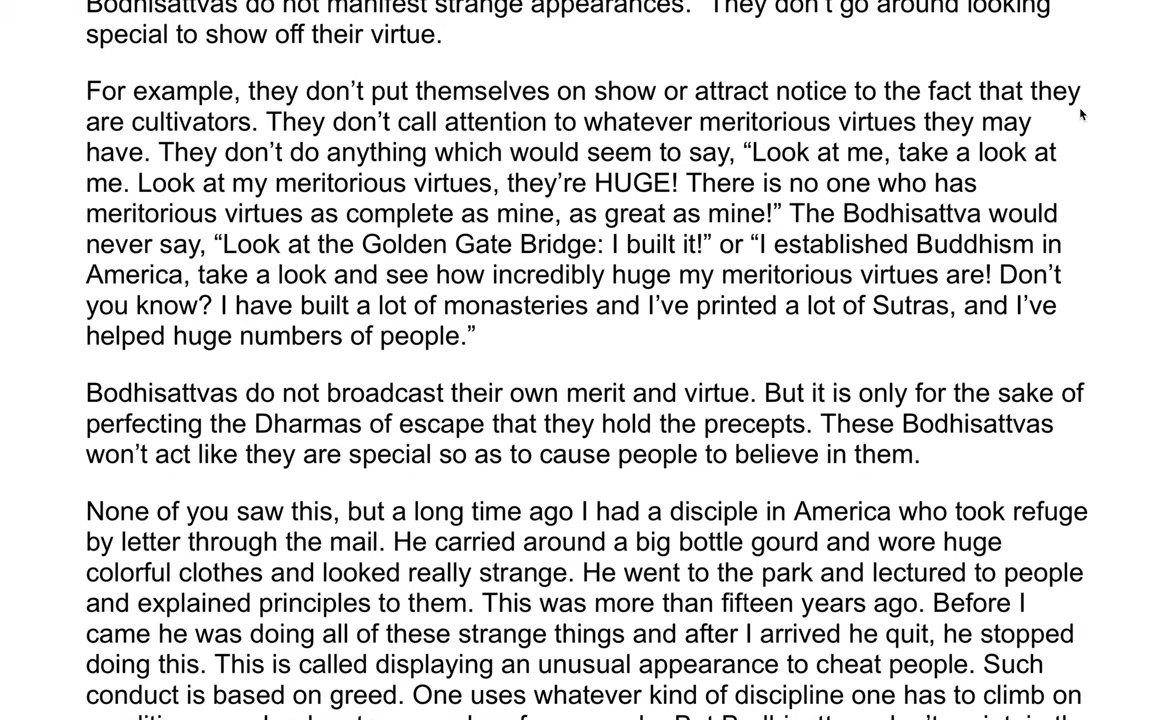 Bodhisattvas do not manifest strange appearances.” They don’t go around looking
special to show off their virtue.
For example, they don’t put themselves on show or attract notice to the fact that they
are cultivators. They don’t call attention to whatever meritorious virtues they may
have. They don’t do anything which would seem to say, “Look at me, take a look at
me. Look at my meritorious virtues, they’re HUGE! There is no one who has
meritorious virtues as complete as mine, as great as mine!” The Bodhisattva would
never say, “Look at the Golden Gate Bridge: I built it!” or “I established Buddhism in
America, take a look and see how incredibly huge my meritorious virtues are! Don’t
you know? I have built a lot of monasteries and I’ve printed a lot of Sutras, and I’ve
helped huge numbers of people.”
Bodhisattvas do not broadcast their own merit and virtue. But it is only for the sake of
perfecting the Dharmas of escape that they hold the precepts. These Bodhisattvas
won’t act like they are special so as to cause people to believe in them.
None of you saw this, but a long time ago I had a disciple in America who took refuge
by letter through the mail. He carried around a big bottle gourd and wore huge
colorful clothes and looked really strange. He went to the park and lectured to people
and explained principles to them. This was more than fifteen years ago. Before I
came he was doing all of these strange things and after I arrived he quit, he stopped
doing this. This is called displaying an unusual appearance to cheat people. Such
conduct is based on greed. One uses whatever kind of discipline one has to climb on